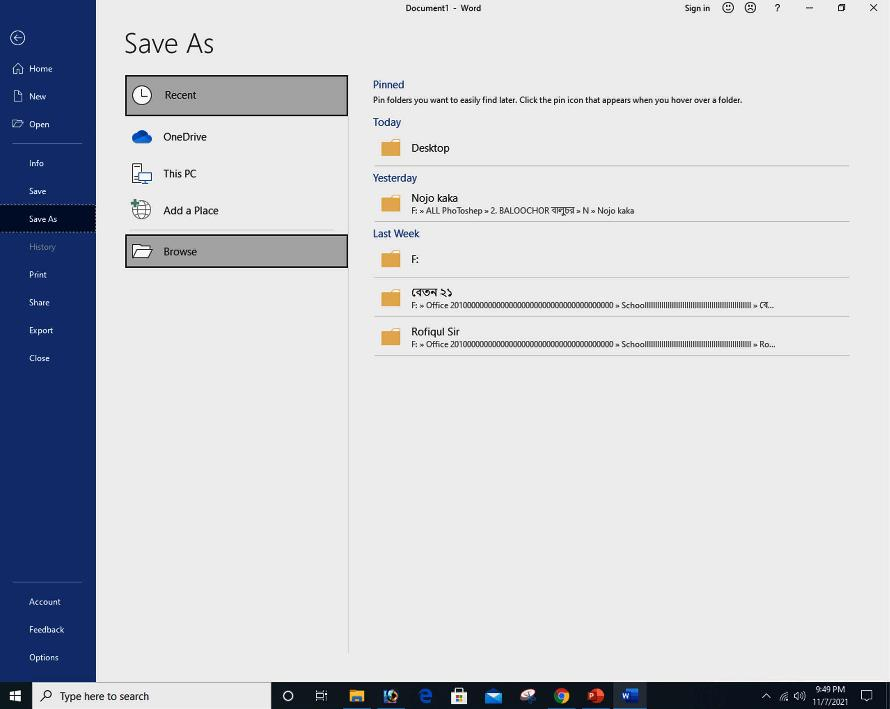 Document1 - Word
Sign in
?
Home
New
Open
Info
Save
Save As
History
Print
Share
Export
Close
Account
Feedback
Options
Save As
Recent
OneDrive
This PC
Add a Place
Browse
Pinned
Pin folders you want to easily find later. Click the pin icon that appears when you hover over a folder.
Today
Desktop
Yesterday
Nojo kaka
F: » ALL PhoToshep » 2. BALOOCHOR বালুচর » N » Nojo kaka
Last Week
F:
বেতন ২১
F: » Office 20100000000000000000000000000000000000 » Schoollllllllllllllllllllllllllllllllllllllllllllllllll » বে...
Rofiqul Sir
F: » Office 20100000000000000000000000000000000000 » Schoollllllllllllllllllllllllllllllllllllllllllllllllll » Ro...
Type here to search
9:49 PM
11/7/2021